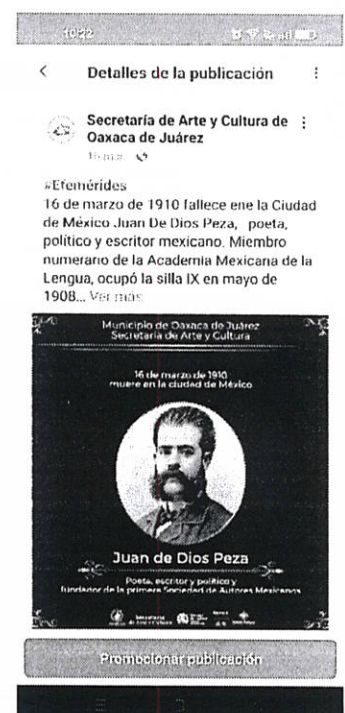 10:22
Detalles de la publicación
Secretaría de Arte y Cultura de
Oaxaca de Juárez
#Efemérides
16 de marzo de 1910 fallece ene la Ciudad
de México Juan De Dios Peza, poeta,
político y escritor mexicano. Miembro
numerario de la Academia Mexicana de la
Lengua, ocupó la silla IX en mayo de
1908... Ver más
Municipio de Oaxaca de Juárez
Secretaría de Arte y Cultura
16 de marzo de 1910
muere en la ciudad de México
Juan de Dios Peza
Poeta, escritor y político y
fundador de la primera Sociedad de Autores Mexicanos
Promocionar publicación